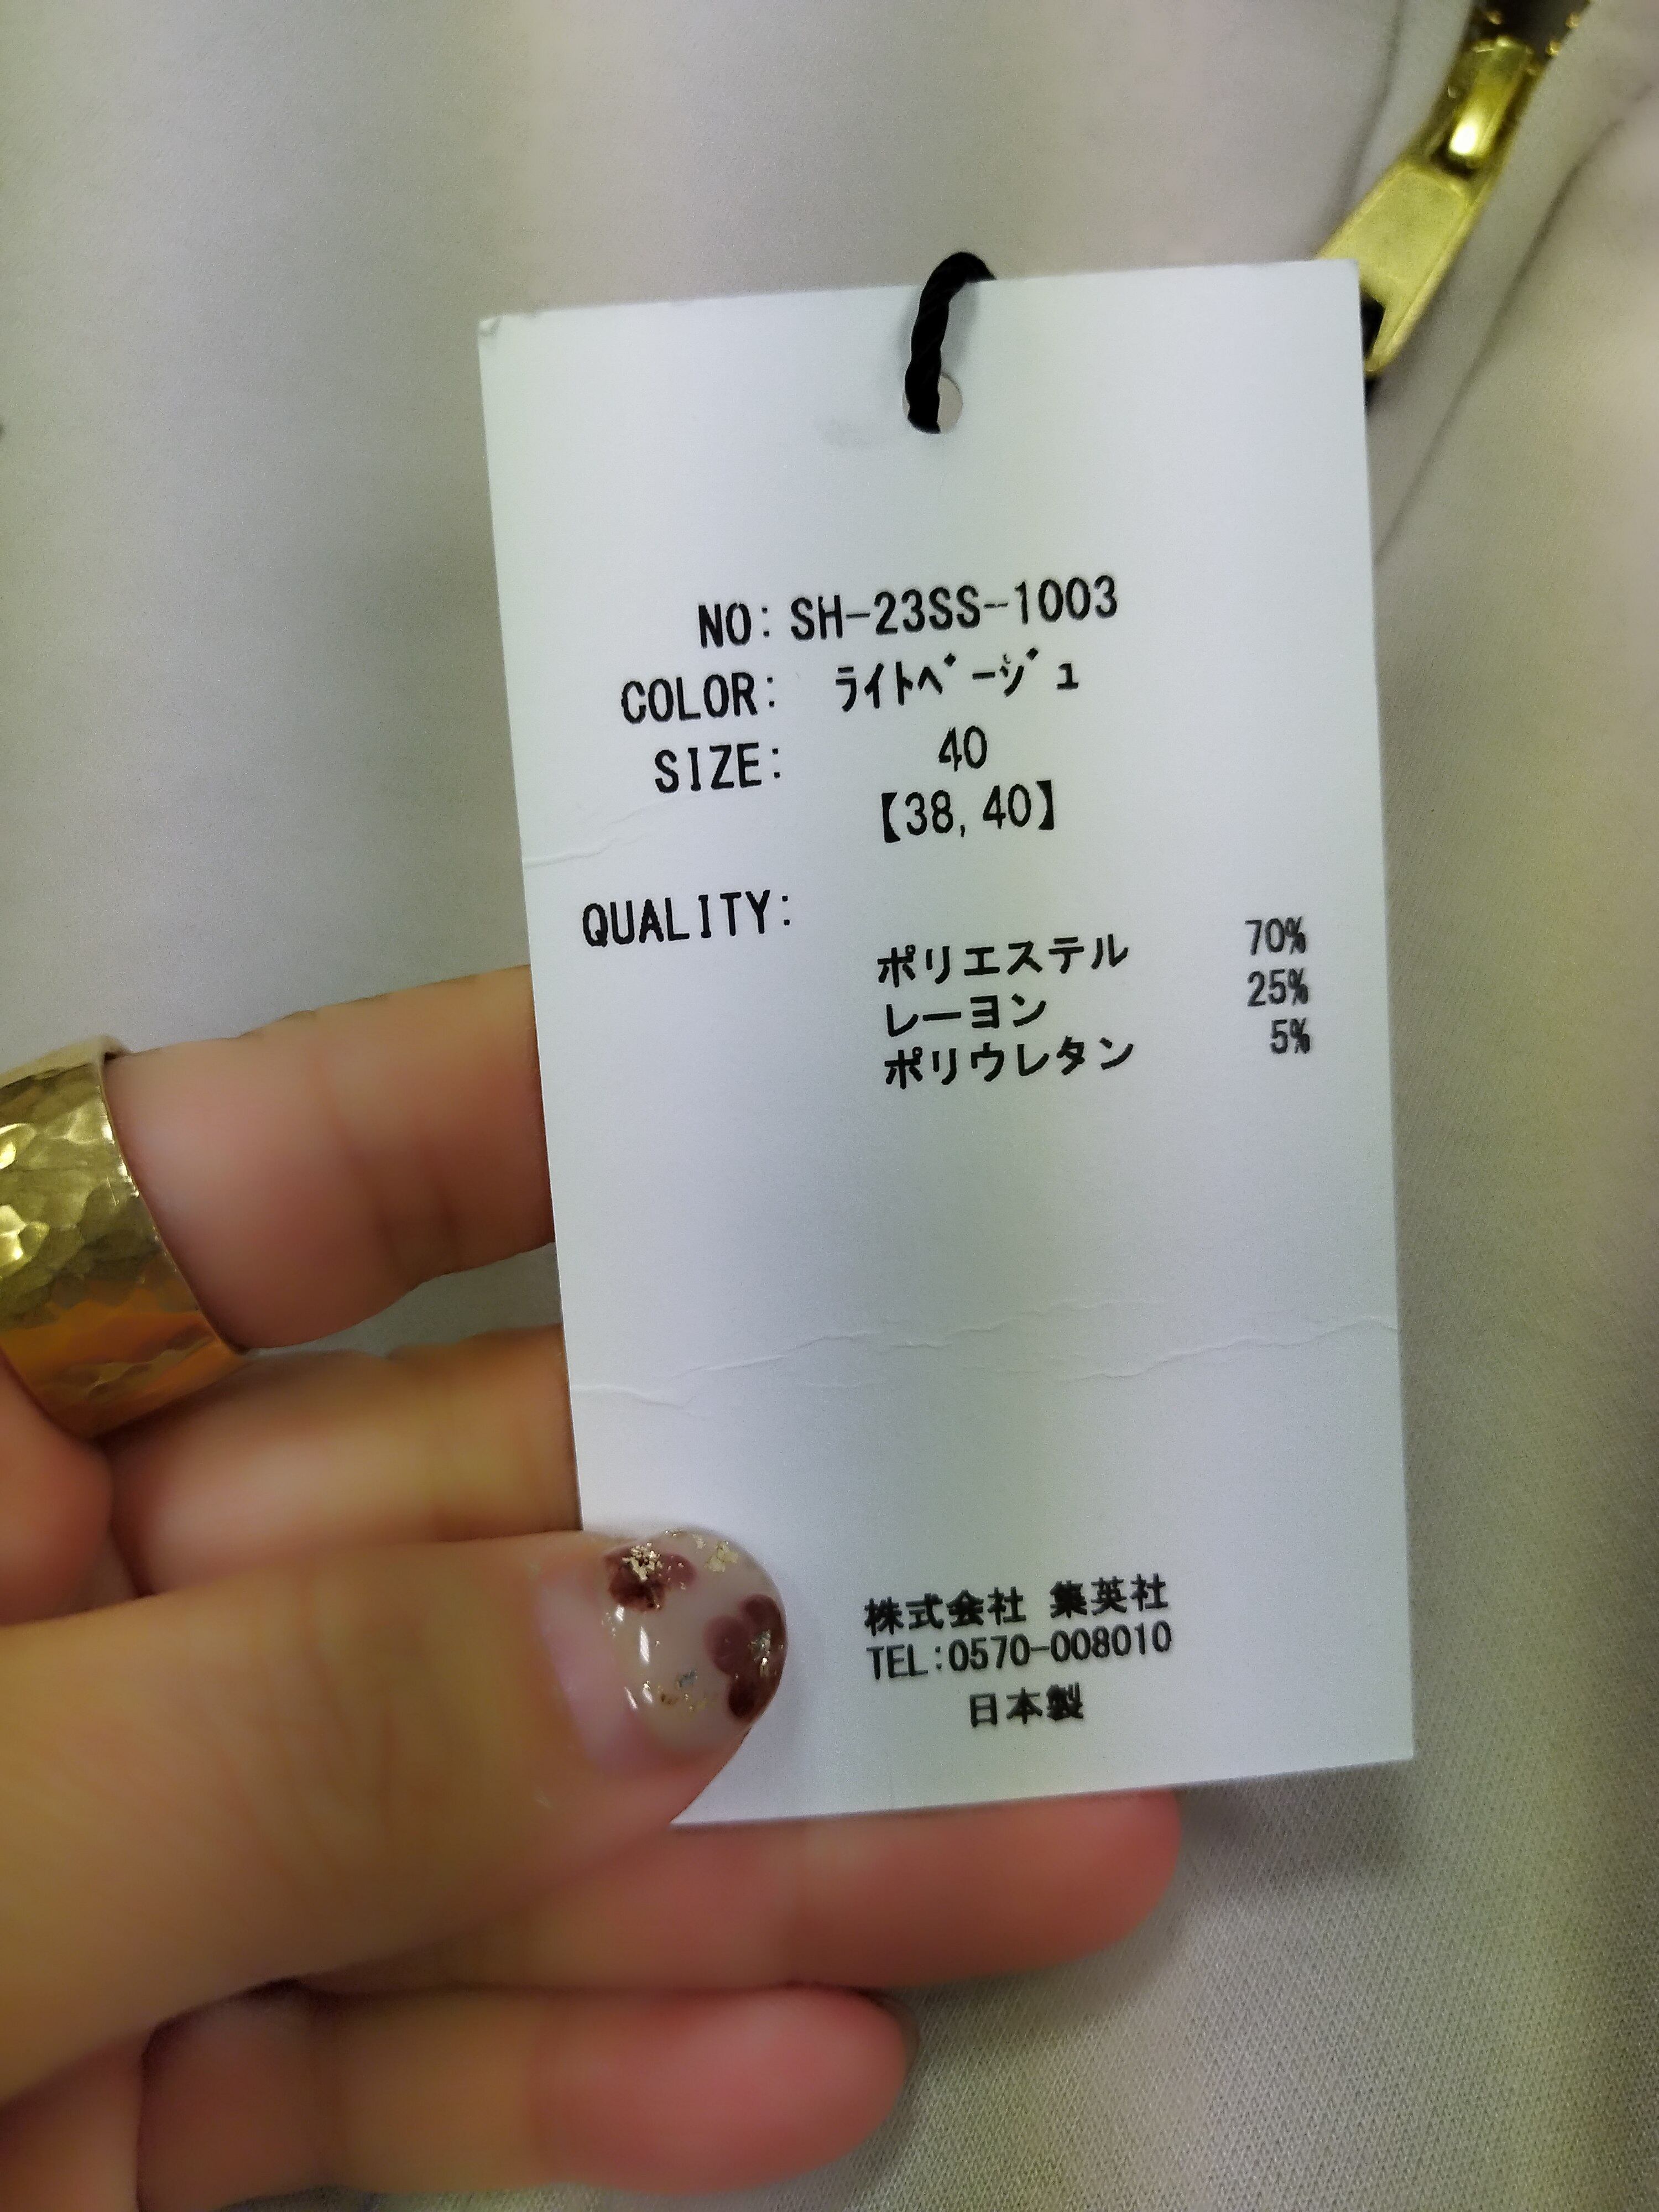 NO: SH-23SS-1003
COLOR: ﾗｲﾄﾍﾞｰｼﾞｭ
SIZE: 40
【38,40】
QUALITY:
ポリエステル 70%
レーヨン 25%
ポリウレタン 5%
株式会社 集英社
TEL:0570-008010
日本製